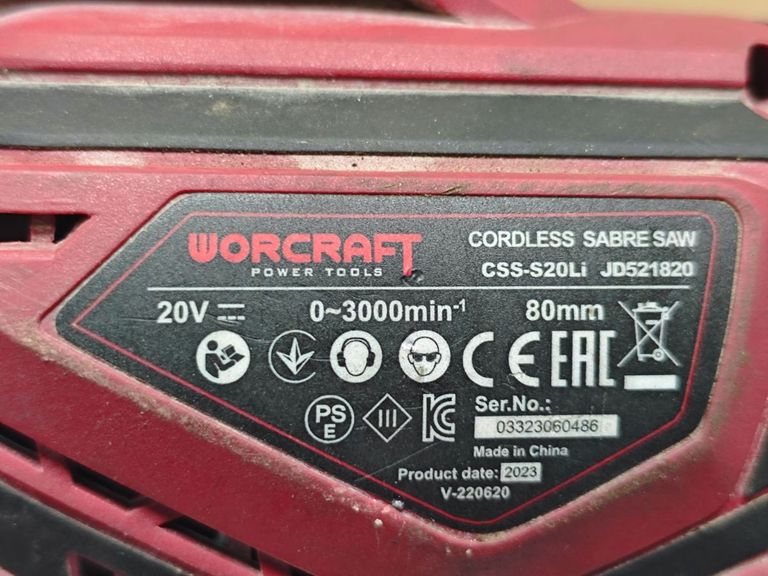 WORCRAFT
POWER TOOLS
CORDLESS SABRE SAW
CSS-S20Li JD521820
20V 0~3000min-1 80mm
CE EAC
PS
E
Ser.No.:
03323060486
Made in China
Product date: 2023
V-220620